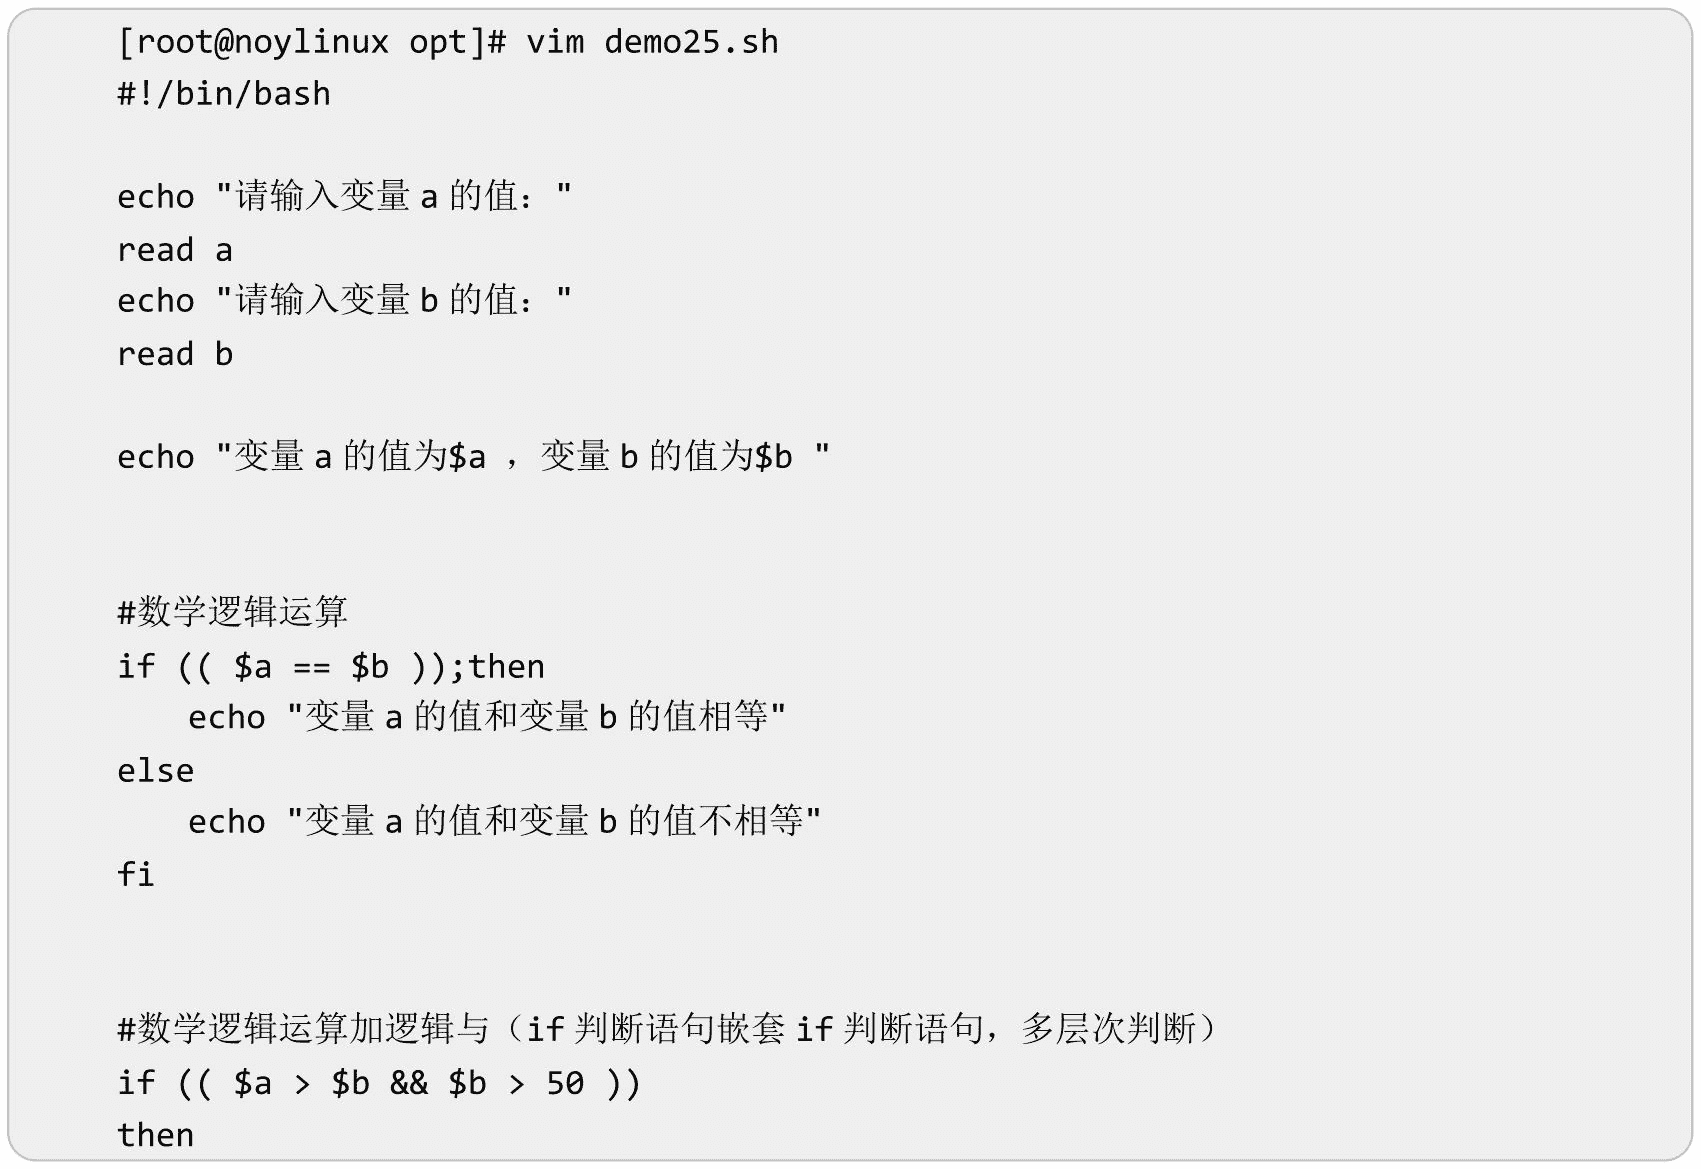 [root@noylinux opt]# vim demo25.sh
#!/bin/bash
echo "请输入变量 a 的值："
read a
echo "请输入变量 b 的值："
read b
echo "变量 a 的值为$a ，变量 b 的值为$b "
#数学逻辑运算
if (( $a == $b ));then
echo "变量 a 的值和变量 b 的值相等"
else
echo "变量 a 的值和变量 b 的值不相等"
fi
#数学逻辑运算加逻辑与（if 判断语句嵌套 if 判断语句，多层次判断）
if (( $a > $b && $b > 50 ))
then